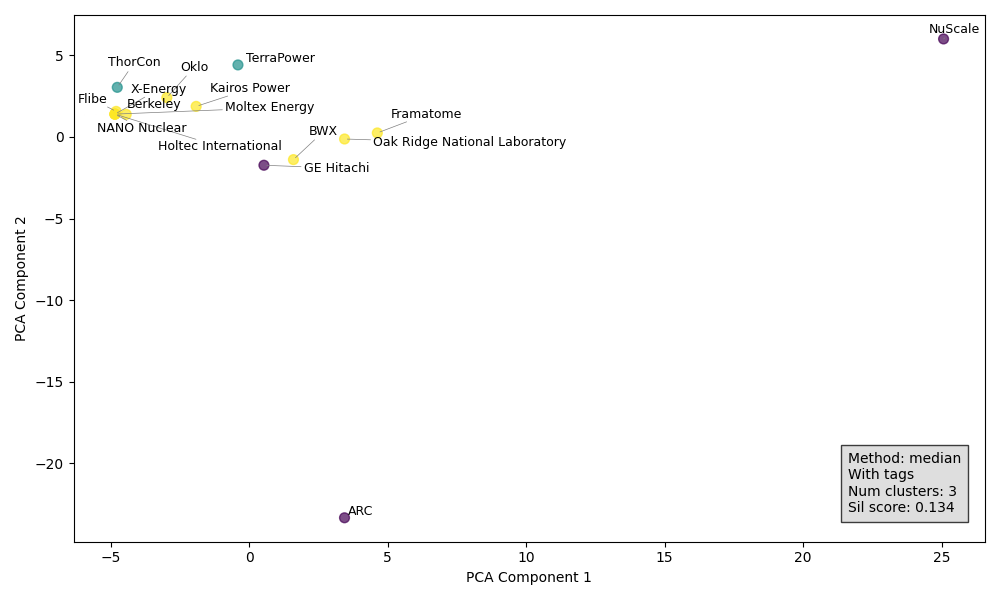 NuScale
TerraPower
ThorCon
Oklo
X-Energy
Kairos Power
Flibe
Berkeley
Moltex Energy
Framatome
NANO Nuclear
BWX
Holtec International
Oak Ridge National Laboratory
GE Hitachi
ARC
Method: median
With tags
Num clusters: 3
Sil score: 0.134
5
0
−5
−10
−15
−20
PCA Component 2
−5 0 5 10 15 20 25
PCA Component 1